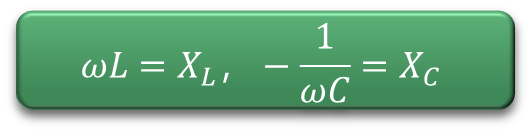 ωL = X_L, −1/ωC = X_C